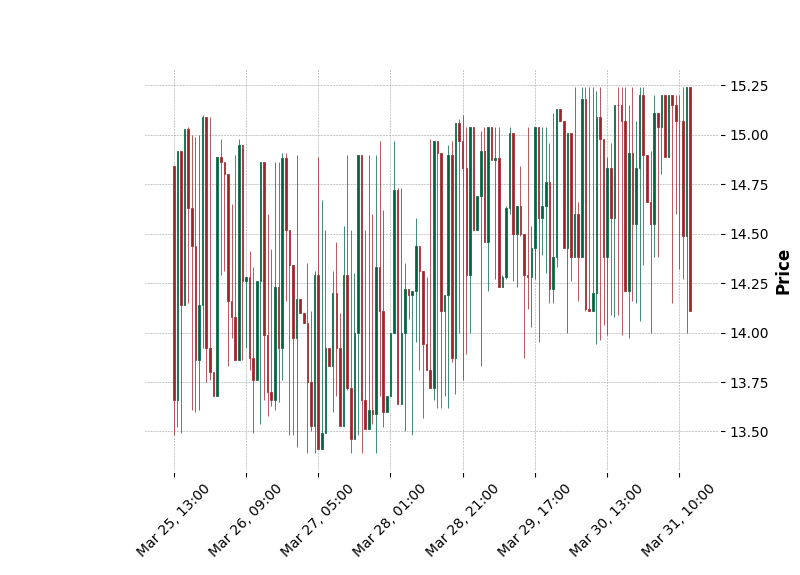 15.25
15.00
14.75
14.50
14.25
14.00
13.75
13.50
Price
Mar 25, 13:00
Mar 26, 09:00
Mar 27, 05:00
Mar 28, 01:00
Mar 28, 21:00
Mar 29, 17:00
Mar 30, 13:00
Mar 31, 10:00